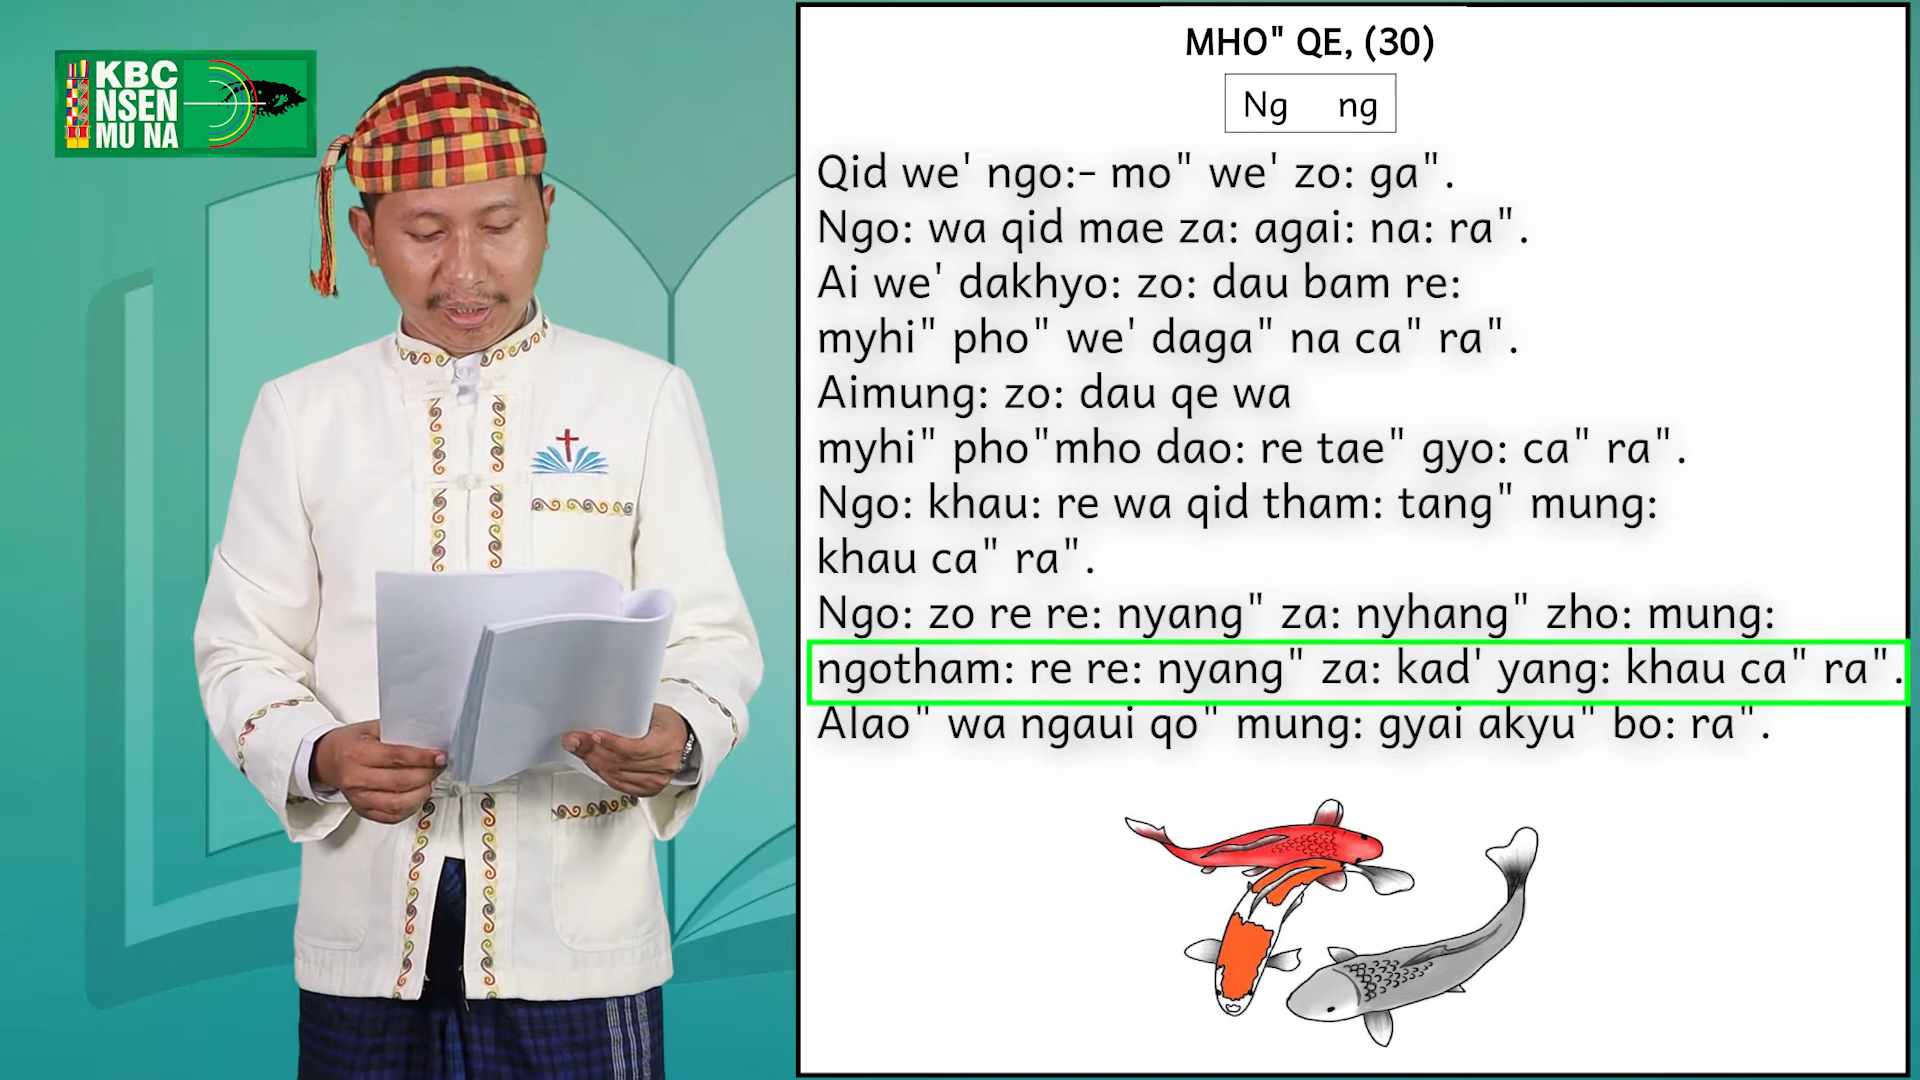 KBC
NSEN
MU NA
MHO" QE, (30)
Ng ng
Qid we' ngo:- mo" we' zo: ga".
Ngo: wa qid mae za: agai: na: ra".
Ai we' dakhyo: zo: dau bam re:
myhi" pho" we' daga" na ca" ra".
Aimung: zo: dau qe wa
myhi" pho"mho dao: re tae" gyo: ca" ra".
Ngo: khau: re wa qid tham: tang" mung:
khau ca" ra".
Ngo: zo re re: nyang" za: nyhang" zho: mung:
ngotham: re re: nyang" za: kad' yang: khau ca" ra".
Alao" wa ngaui qo" mung: gyai akyu" bo: ra".